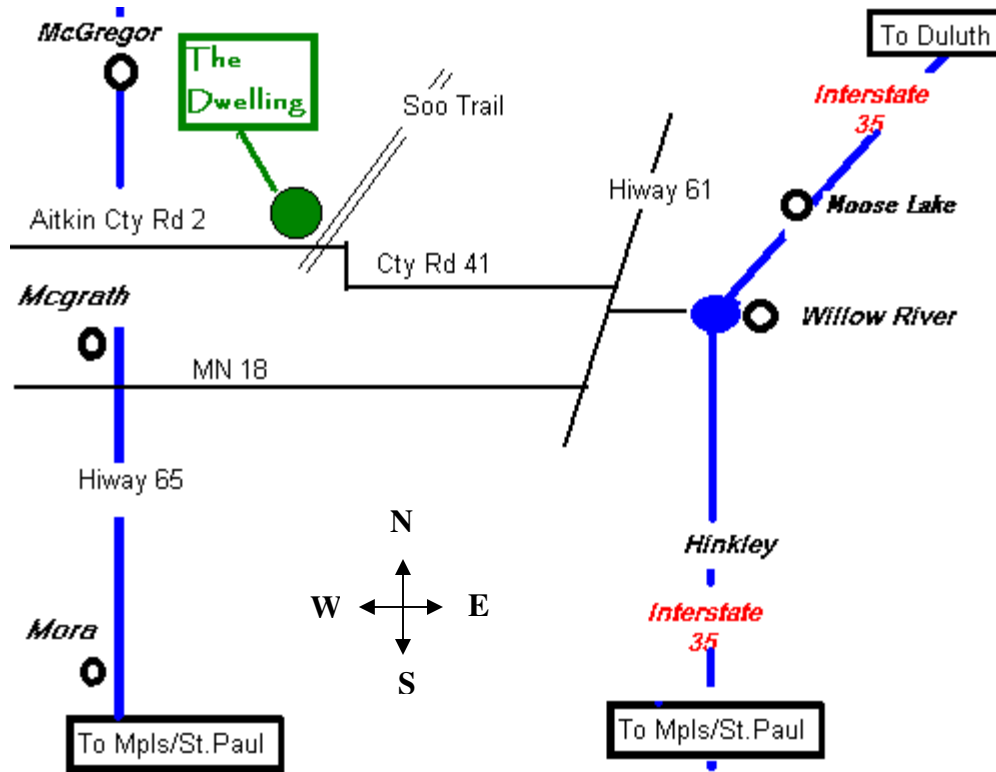 McGregor
The
Dwelling
Soo Trail
To Duluth
Interstate
35
Hiway 61
Moose Lake
Aitkin Cty Rd 2
Cty Rd 41
Mcgrath
Willow River
MN 18
Hiway 65
N
Hinkley
W
E
Interstate
35
Mora
S
To Mpls/St.Paul
To Mpls/St.Paul